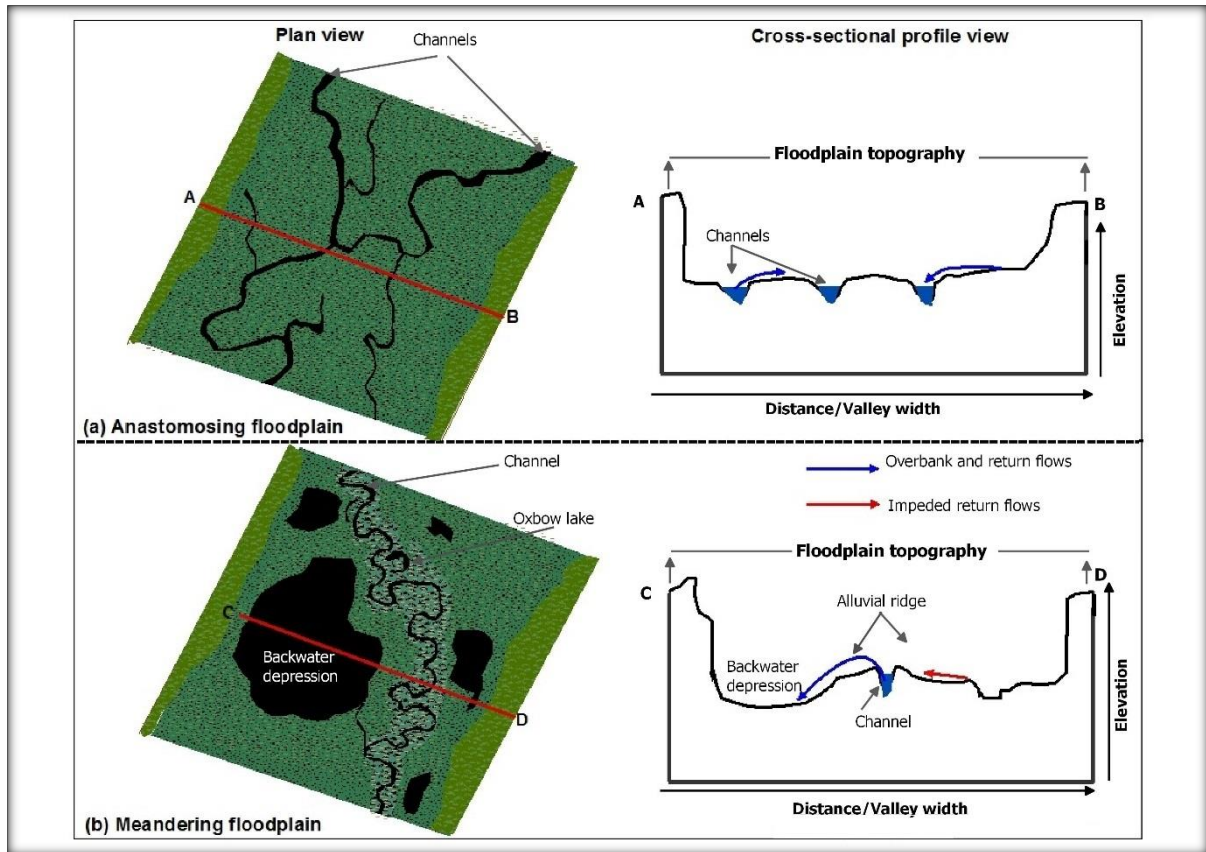 Plan view
Channels
Cross-sectional profile view
Floodplain topography
A
B
A
B
Channels
Elevation
Distance/Valley width
(a) Anastomosing floodplain
Channel
Oxbow lake
Overbank and return flows
Impeded return flows
Floodplain topography
C
D
C
D
Alluvial ridge
Backwater
depression
Backwater
depression
Channel
Elevation
Distance/Valley width
(b) Meandering floodplain